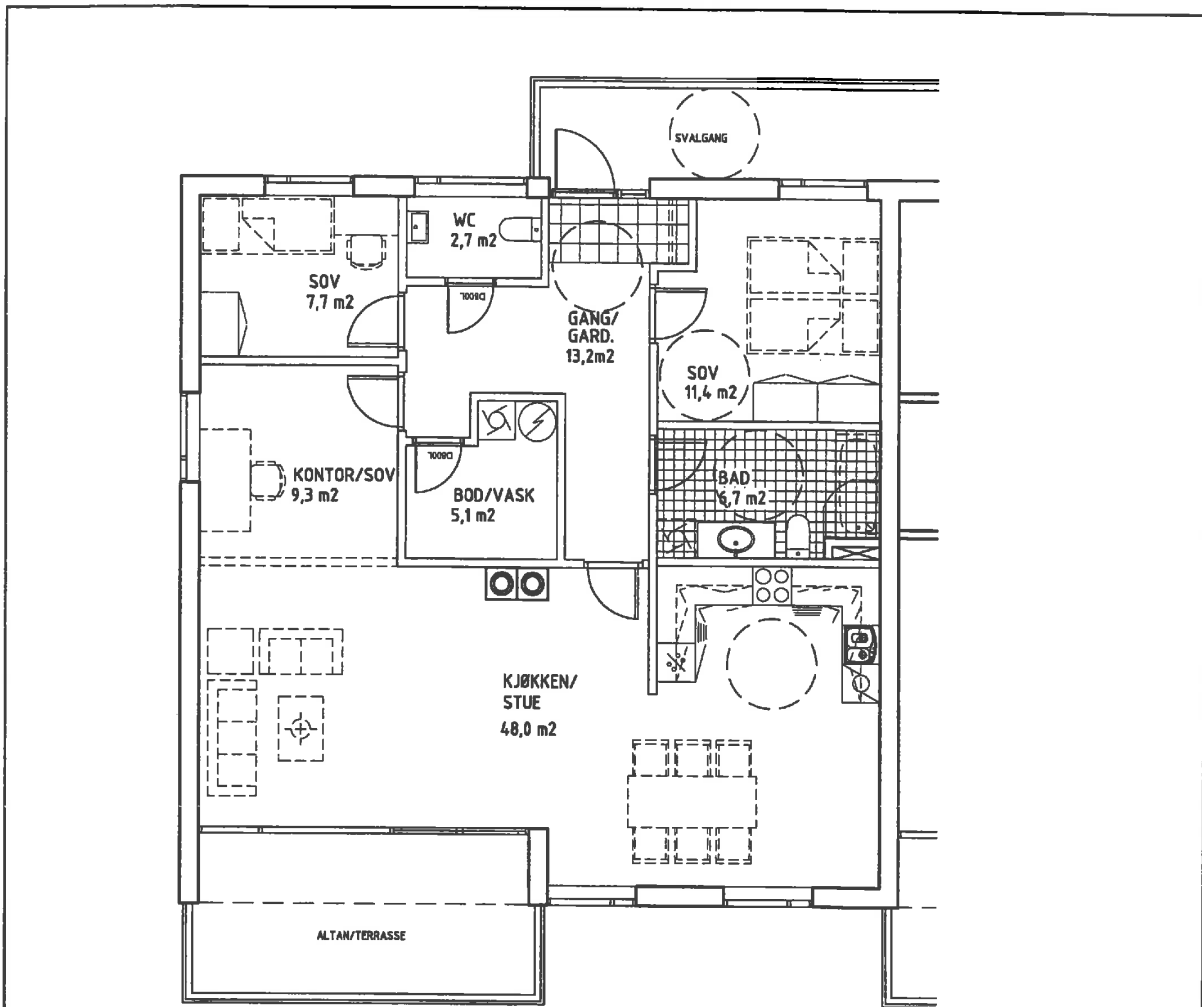 SVALGANG
WC
2,7 m2
SOV
7,7 m2
D800L
GANG/
GARD.
13,2m2
SOV
11,4 m2
KONTOR/SOV
9,3 m2
D800L
BOD/VASK
5,1 m2
BAD
6,7 m2
KJØKKEN/
STUE
48,0 m2
ALTAN/TERRASSE